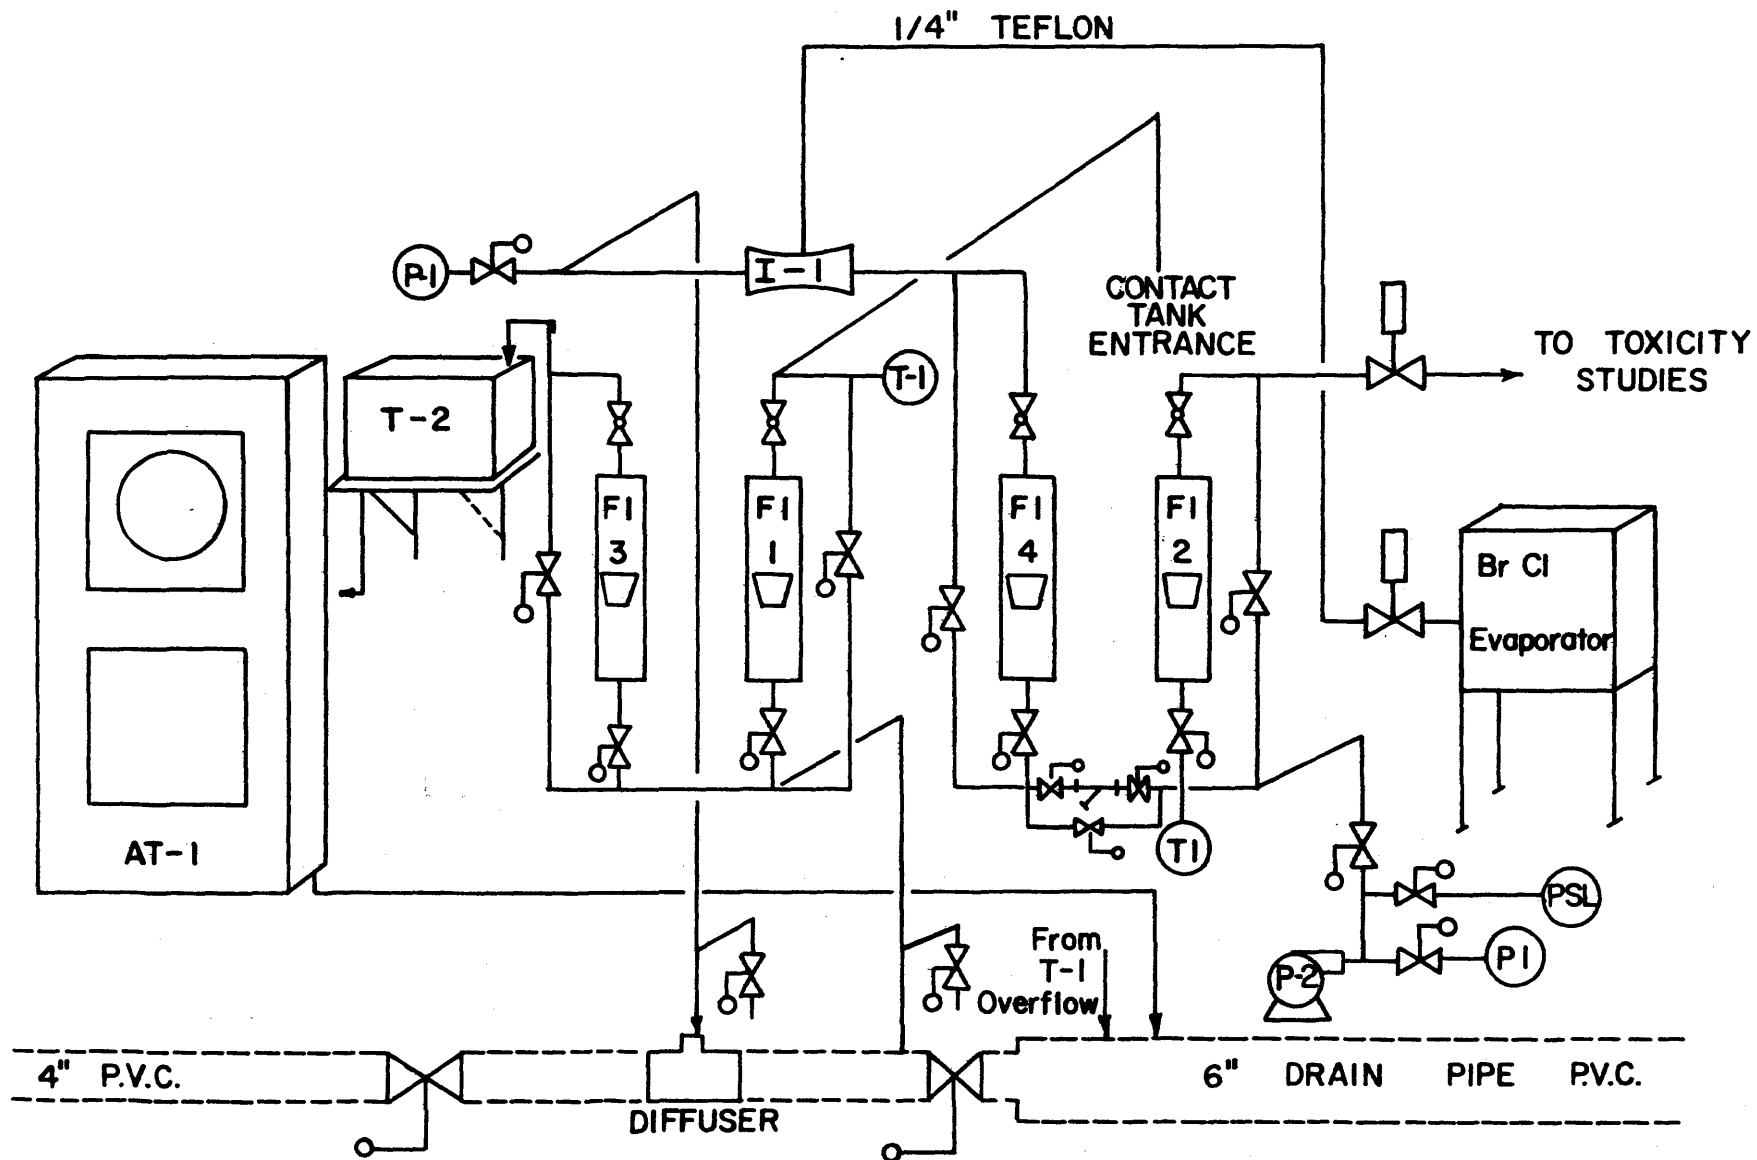 1/4" TEFLON
P-1
I-1
CONTACT
TANK
ENTRANCE
TO TOXICITY
STUDIES
T-2
T-1
FI
3
FI
1
FI
4
FI
2
Br Cl
Evaporator
AT-1
TI
PSL
From
T-1
Overflow
P-2
PI
4" P.V.C.
DIFFUSER
6" DRAIN PIPE P.V.C.